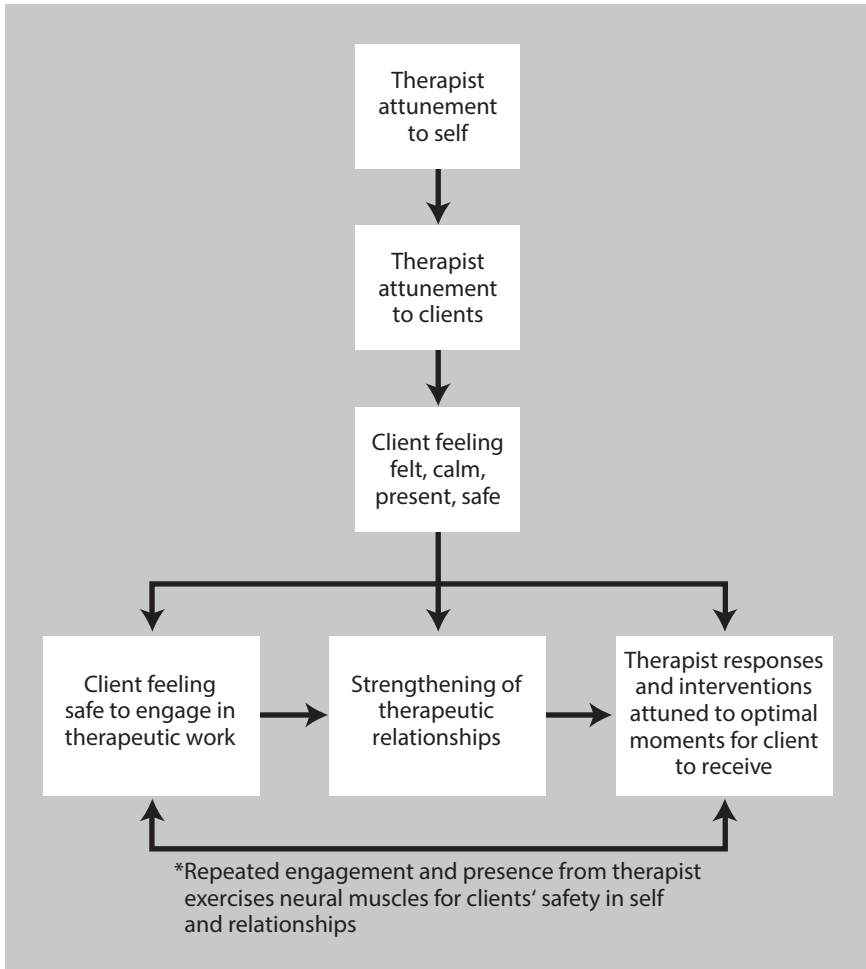 Therapist
attunement
to self
Therapist
attunement
to clients
Client feeling
felt, calm,
present, safe
Client feeling
safe to engage in
therapeutic work
Strengthening of
therapeutic
relationships
Therapist responses
and interventions
attuned to optimal
moments for client
to receive
*Repeated engagement and presence from therapist
exercises neural muscles for clients‘ safety in self
and relationships